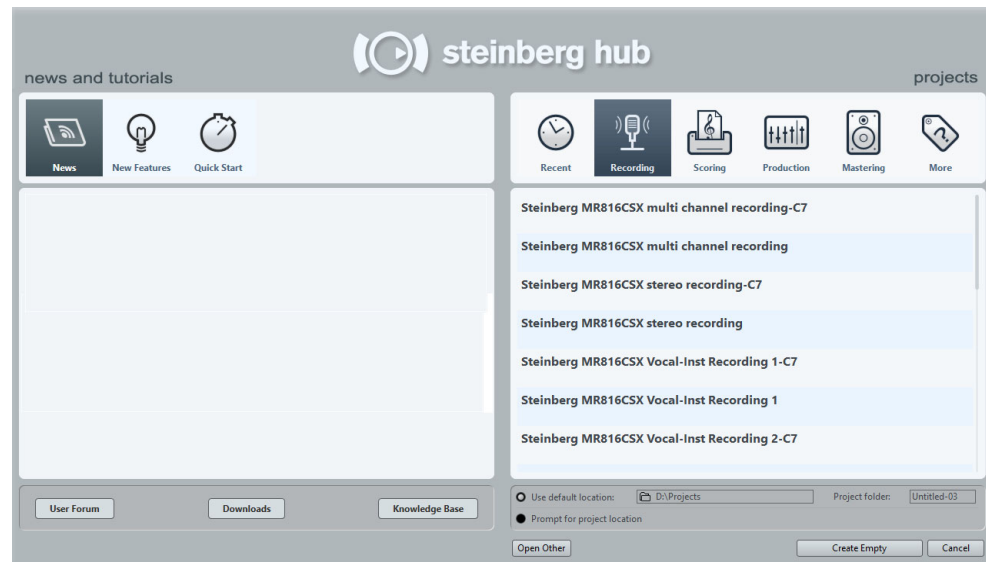 steinberg hub
news and tutorials
projects
News
New Features
Quick Start
Recent
Recording
Scoring
Production
Mastering
More
Steinberg MR816CSX multi channel recording-C7
Steinberg MR816CSX multi channel recording
Steinberg MR816CSX stereo recording-C7
Steinberg MR816CSX stereo recording
Steinberg MR816CSX Vocal-Inst Recording 1-C7
Steinberg MR816CSX Vocal-Inst Recording 1
Steinberg MR816CSX Vocal-Inst Recording 2-C7
User Forum
Downloads
Knowledge Base
Use default location:
D:\Projects
Project folder:
Untitled-03
Prompt for project location
Open Other
Create Empty
Cancel